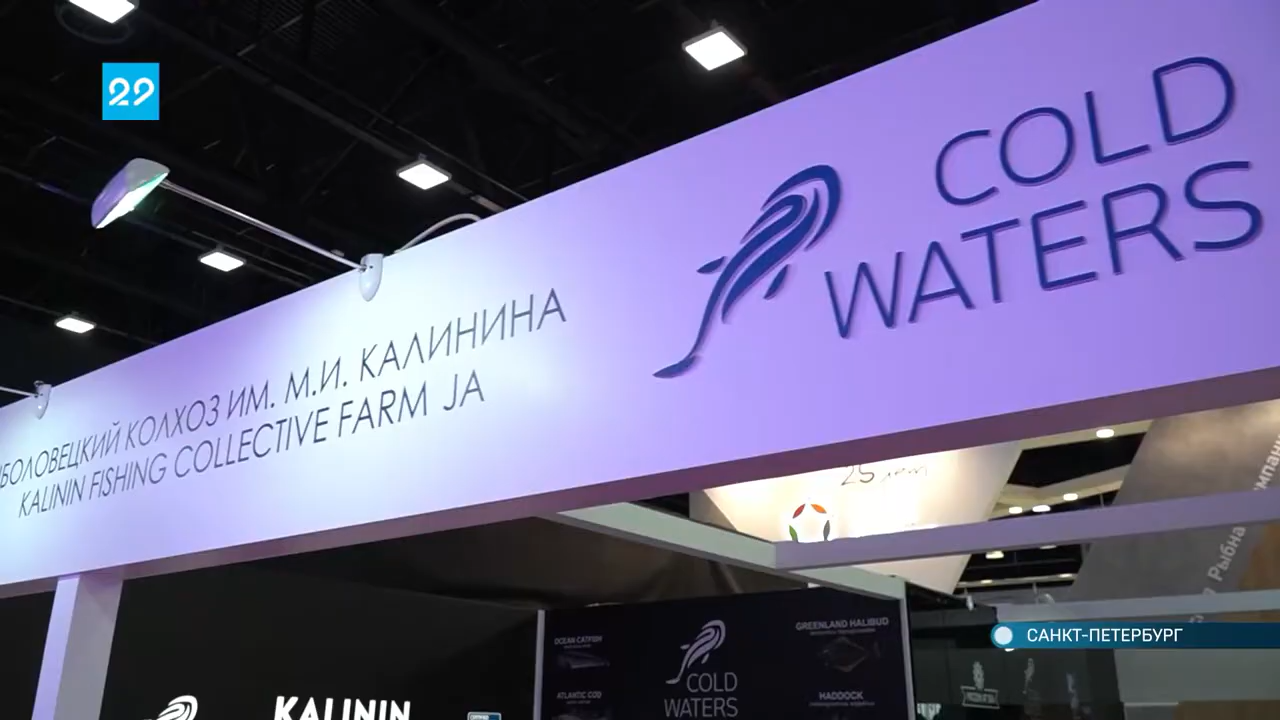 29
COLD
WATERS
БОЛОВЕЦКИЙ КОЛХОЗ ИМ. М.И. КАЛИНИНА
KALININ FISHING COLLECTIVE FARM JA
25 лет
Рыбна
OCEAN CATFISH
GREENLAND HALIBUD
ATLANTIC COD
HADDOCK
COLD
WATERS
KALININ
САНКТ-ПЕТЕРБУРГ